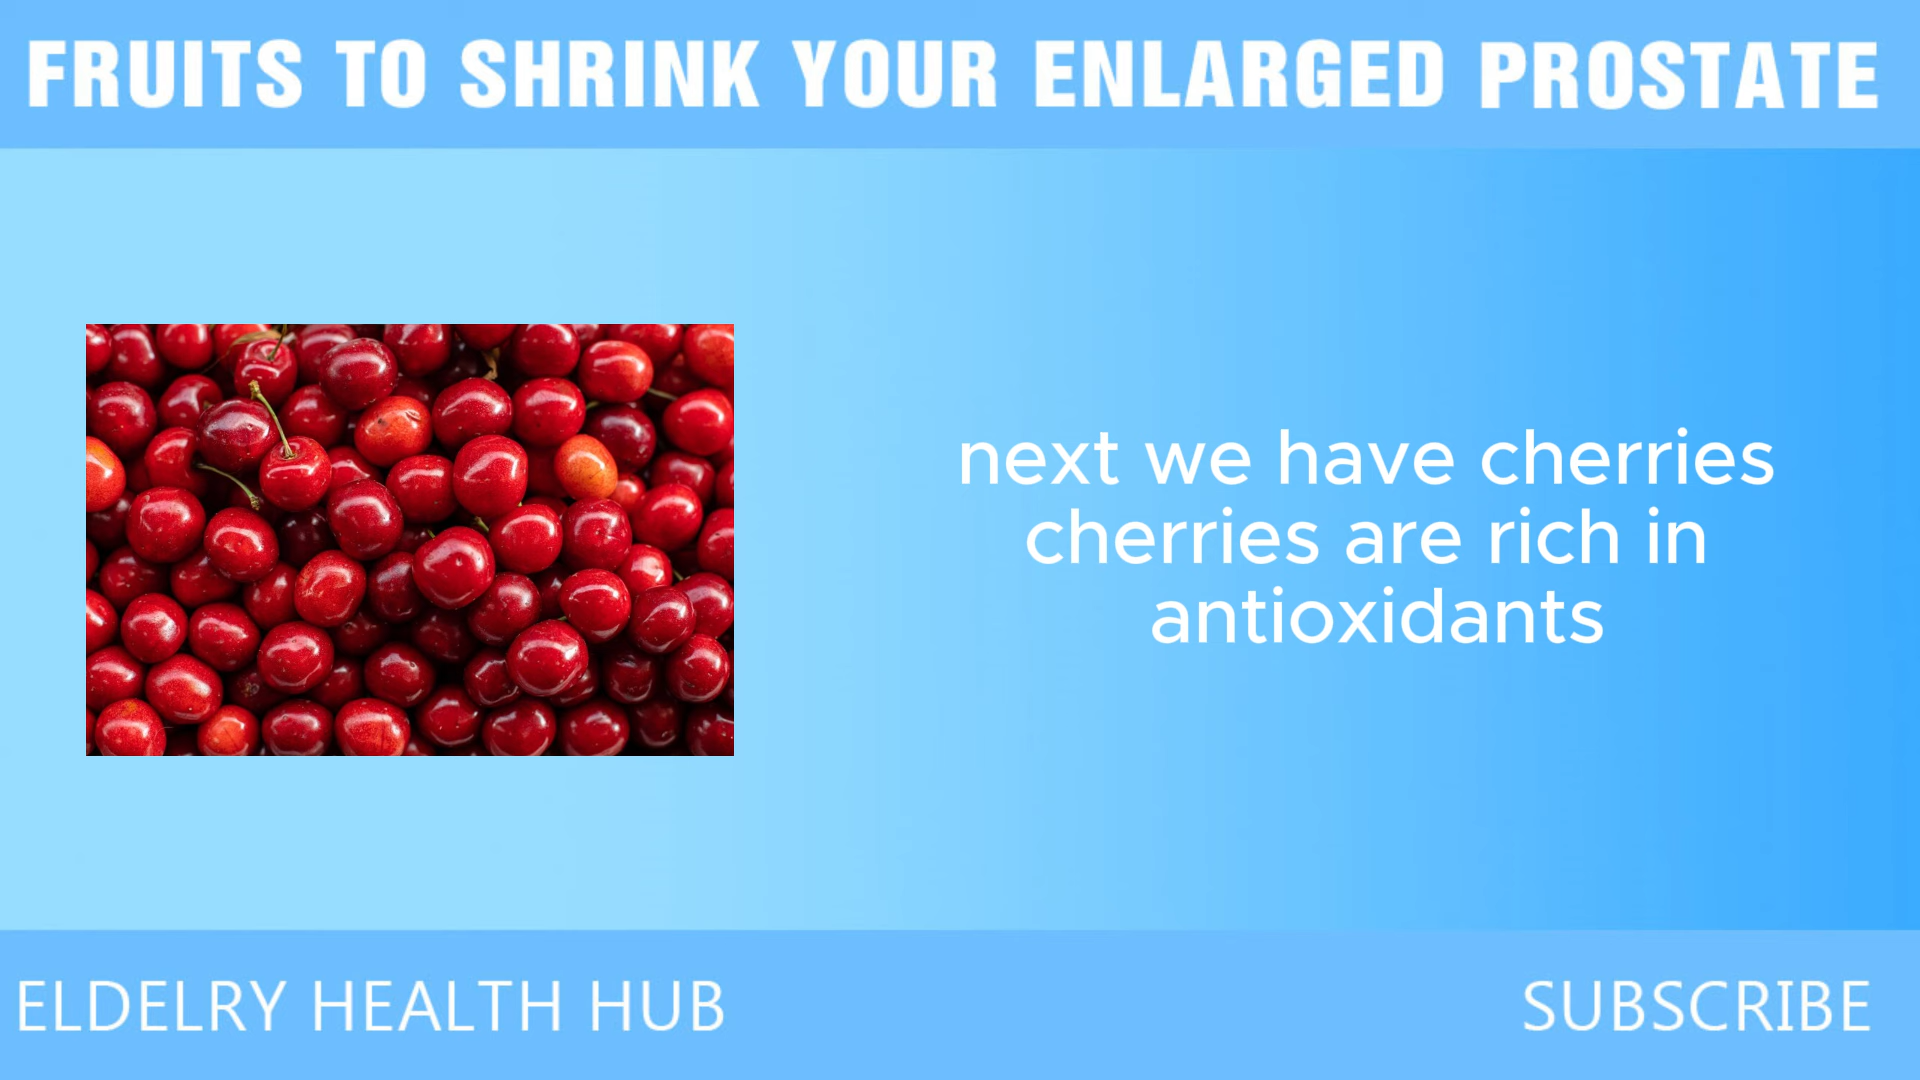 FRUITS TO SHRINK YOUR ENLARGED PROSTATE
next we have cherries
cherries are rich in
antioxidants
ELDELRY HEALTH HUB
SUBSCRIBE